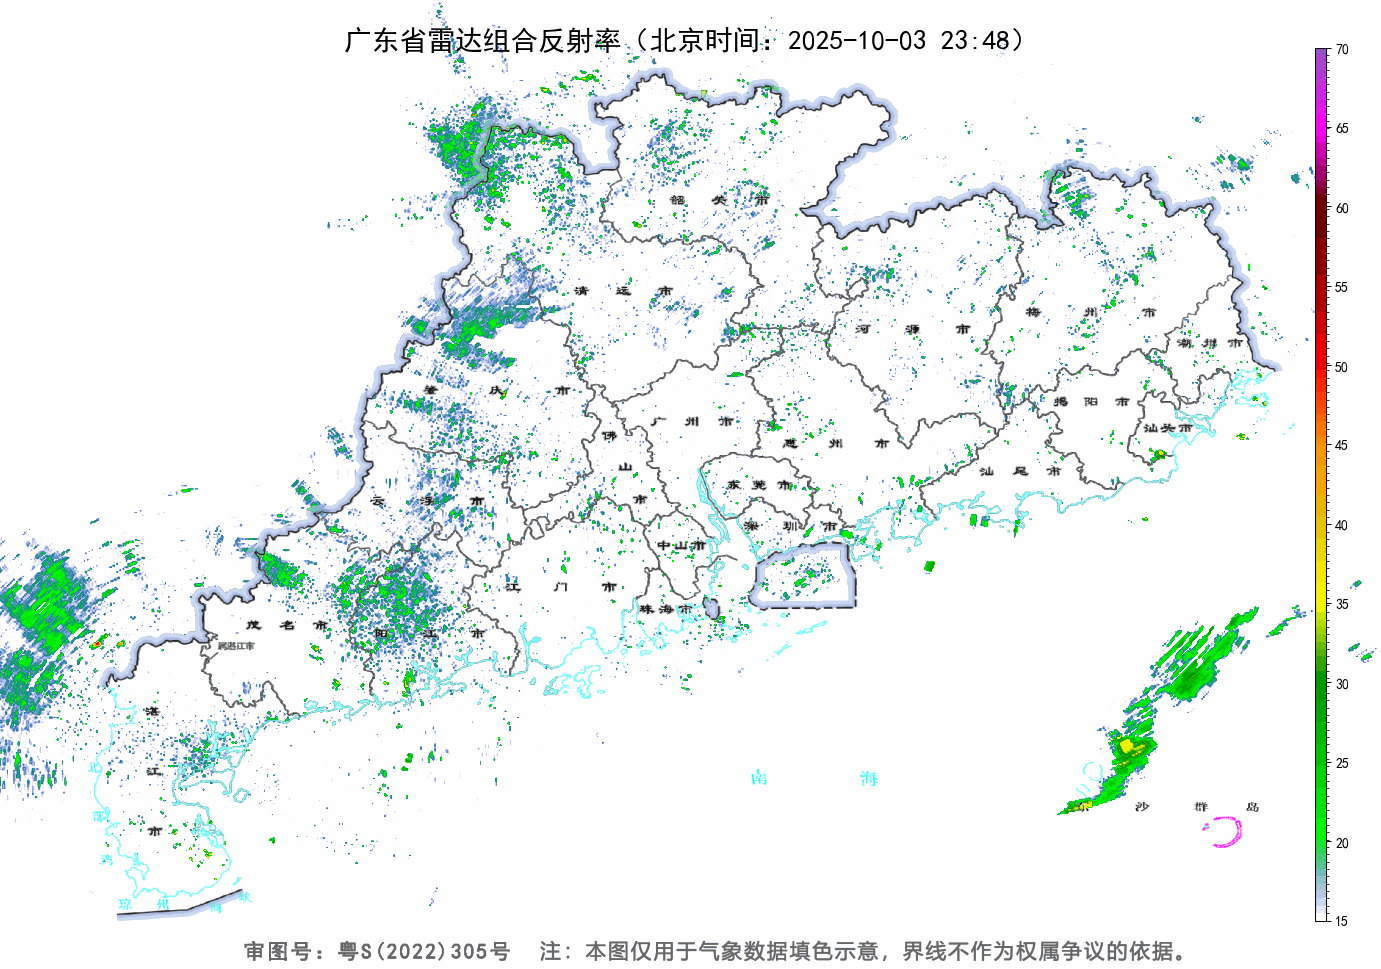 广东省雷达组合反射率（北京时间：2025-10-03 23:48）
70
65
60
55
50
45
40
35
30
25
20
15
韶关市
清远市
河源市
梅州市
潮州市
肇庆市
广州市
佛山市
惠州市
揭阳市
汕头市
汕尾市
云浮市
东莞市
深圳市
中山市
江门市
珠海市
茂名市
阳江市
属湛江市
湛江市
北部湾
南海
沙群岛
琼州海峡
审图号：粤S(2022)305号 注：本图仅用于气象数据填色示意，界线不作为权属争议的依据。